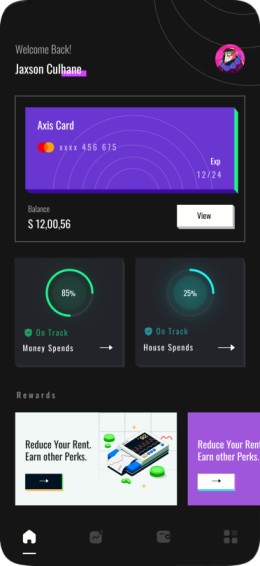 Welcome Back!
Jaxson Culhane
Axis Card
xxxx 456 675
Exp
12/24
Balance
$ 12,00,56
View
85%
25%
On Track
On Track
Money Spends
House Spends
Rewards
Reduce Your Rent.
Earn other Perks.
Reduce Your Rent
Earn other Perks.